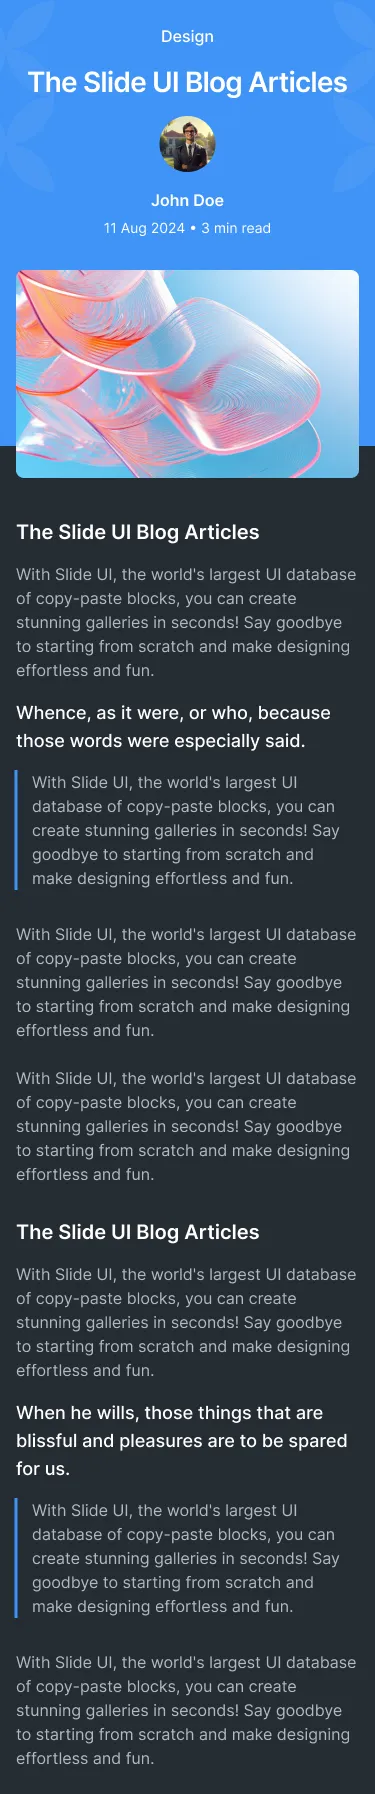 Design
The Slide UI Blog Articles
John Doe
11 Aug 2024 • 3 min read
The Slide UI Blog Articles
With Slide UI, the world's largest UI database
of copy-paste blocks, you can create
stunning galleries in seconds! Say goodbye
to starting from scratch and make designing
effortless and fun.
Whence, as it were, or who, because
those words were especially said.
With Slide UI, the world's largest UI
database of copy-paste blocks, you can
create stunning galleries in seconds! Say
goodbye to starting from scratch and
make designing effortless and fun.
With Slide UI, the world's largest UI database
of copy-paste blocks, you can create
stunning galleries in seconds! Say goodbye
to starting from scratch and make designing
effortless and fun.
With Slide UI, the world's largest UI database
of copy-paste blocks, you can create
stunning galleries in seconds! Say goodbye
to starting from scratch and make designing
effortless and fun.
The Slide UI Blog Articles
With Slide UI, the world's largest UI database
of copy-paste blocks, you can create
stunning galleries in seconds! Say goodbye
to starting from scratch and make designing
effortless and fun.
When he wills, those things that are
blissful and pleasures are to be spared
for us.
With Slide UI, the world's largest UI
database of copy-paste blocks, you can
create stunning galleries in seconds! Say
goodbye to starting from scratch and
make designing effortless and fun.
With Slide UI, the world's largest UI database
of copy-paste blocks, you can create
stunning galleries in seconds! Say goodbye
to starting from scratch and make designing
effortless and fun.